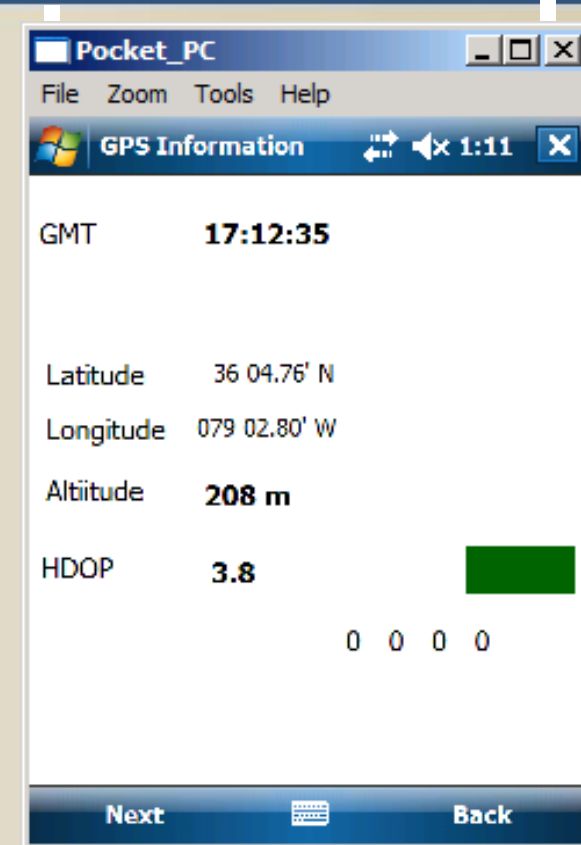 Pocket_PC
File Zoom Tools Help
GPS Information 1:11
GMT 17:12:35
Latitude 36 04.76' N
Longitude 079 02.80' W
Altiitude 208 m
HDOP 3.8
0 0 0 0
Next Back